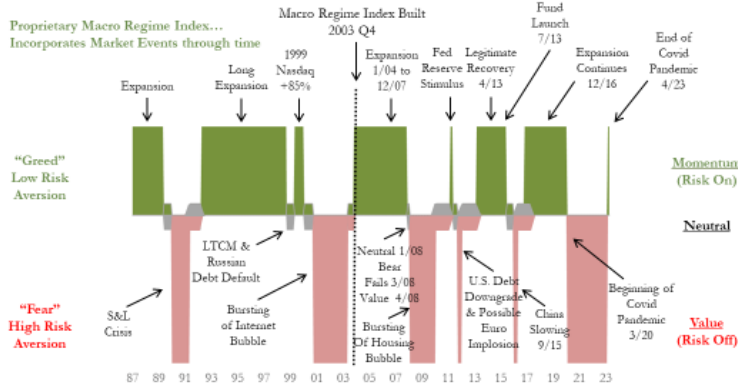 Proprietary Macro Regime Index…
Incorporates Market Events through time
Macro Regime Index Built
2003 Q4
Expansion
Long
Expansion
1999
Nasdaq
+85%
Expansion
1/04 to
12/07
Fed
Reserve
Stimulus
Legitimate
Recovery
4/13
Fund
Launch
7/13
Expansion
Continues
12/16
End of
Covid
Pandemic
4/23
“Greed”
Low Risk
Aversion
Momentun
(Risk On)
Neutral
“Fear”
High Risk
Aversion
S&L
Crisis
LTCM &
Russian
Debt Default
Bursting
of Internet
Bubble
Neutral 1/08
Bear
Fails 3/08
Value 4/08
Bursting
Of Housing
Bubble
U.S. Debt
Downgrade
& Possible
Euro
Implosion
China
Slowing
9/15
Beginning of
Covid
Pandemic
3/20
Value
(Risk Off)
87 89 91 93 95 97 99 01 03 05 07 09 11 13 15 17 19 21 23